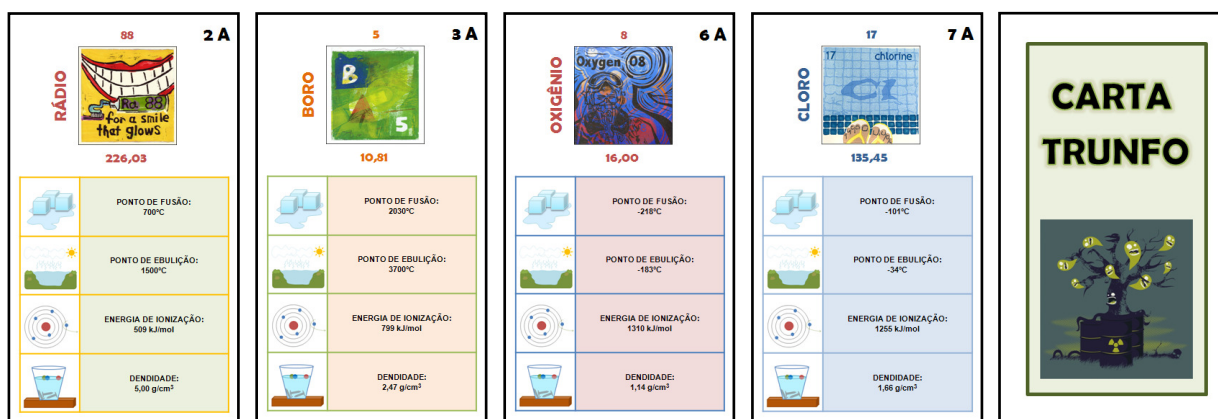 88
2 A
RÁDIO
Ra 88
for a smile
that glows
226,03
PONTO DE FUSÃO:
700ºC
PONTO DE EBULIÇÃO:
1500ºC
ENERGIA DE IONIZAÇÃO:
509 kJ/mol
DENDIDADE:
5,00 g/cm³
5
3 A
BORO
B
5
10,81
PONTO DE FUSÃO:
2030ºC
PONTO DE EBULIÇÃO:
3700ºC
ENERGIA DE IONIZAÇÃO:
799 kJ/mol
DENDIDADE:
2,47 g/cm³
8
6 A
OXIGÊNIO
Oxygen 08
16,00
PONTO DE FUSÃO:
-218ºC
PONTO DE EBULIÇÃO:
-183ºC
ENERGIA DE IONIZAÇÃO:
1310 kJ/mol
DENDIDADE:
1,14 g/cm³
17
7 A
CLORO
17 chlorine
Cl
135,45
PONTO DE FUSÃO:
-101ºC
PONTO DE EBULIÇÃO:
-34ºC
ENERGIA DE IONIZAÇÃO:
1255 kJ/mol
DENDIDADE:
1,66 g/cm³
CARTA
TRUNFO